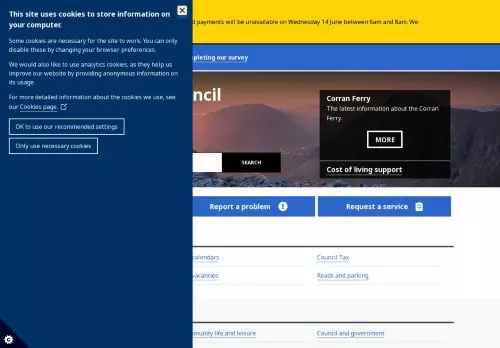 This site uses cookies to store information on
your computer.
Some cookies are necessary for the site to work. You can only
disable these by changing your browser preferences.
We would also like to use analytics cookies, as they help us
improve our website by providing anonymous information on
its usage.
For more detailed information about the cookies we use, see
our Cookies page.
OK to use our recommended settings
Only use necessary cookies
d payments will be unavailable on Wednesday 14 June between 6am and 8am. We
pleting our survey
ncil
SEARCH
Corran Ferry
The latest information about the Corran
Ferry.
MORE
Cost of living support
Report a problem
Request a service
calendars
Council Tax
vacancies
Roads and parking
munity life and leisure
Council and government